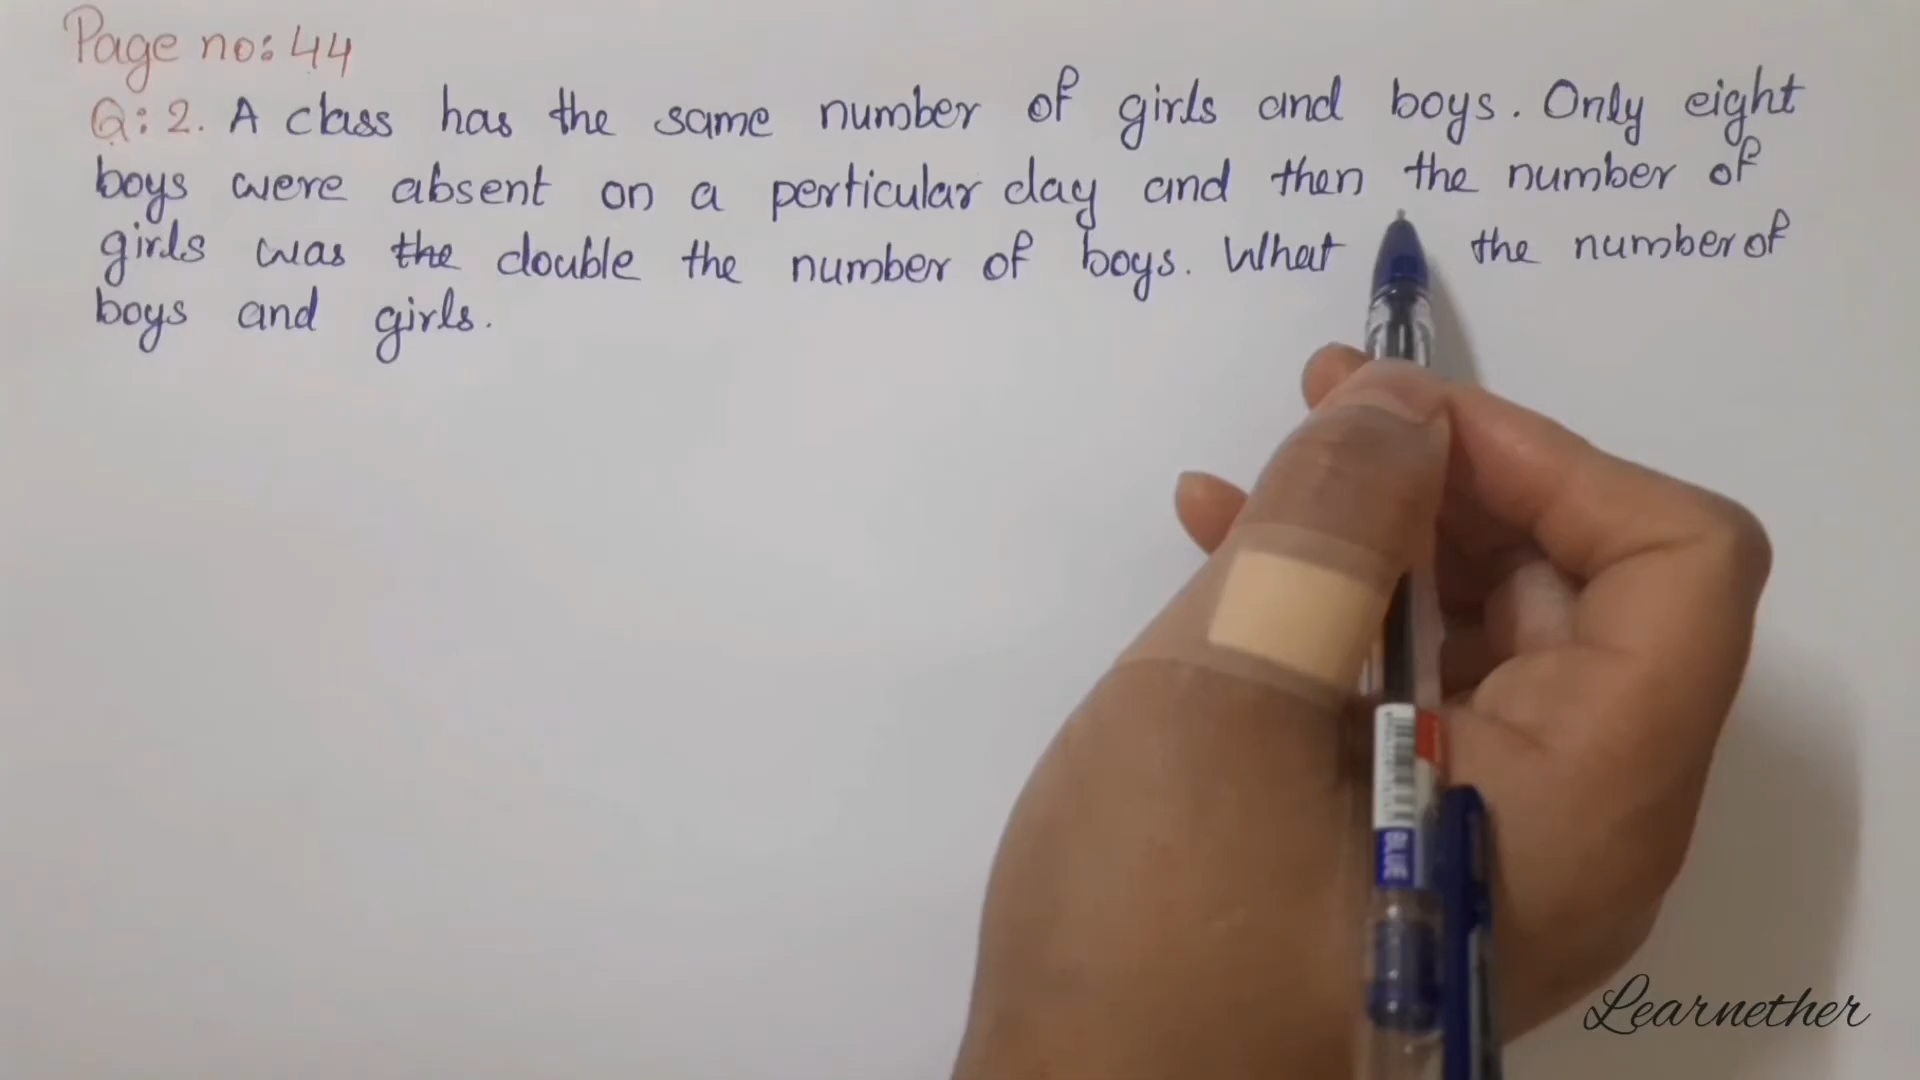 Page no: 44
Q: 2. A class has the same number of girls and boys. Only eight
boys were absent on a perticular day and then the number of
girls was the double the number of boys. What the number of
boys and girls.
BLUE
Learnether